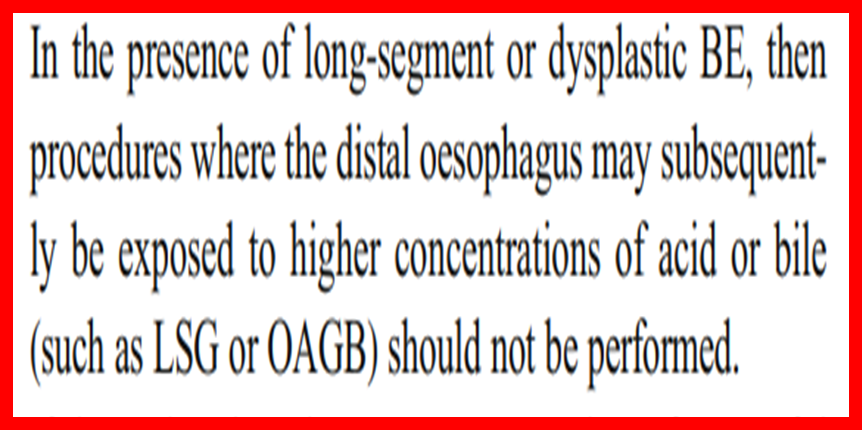 In the presence of long-segment or dysplastic BE, then
procedures where the distal oesophagus may subsequent-
ly be exposed to higher concentrations of acid or bile
(such as LSG or OAGB) should not be performed.